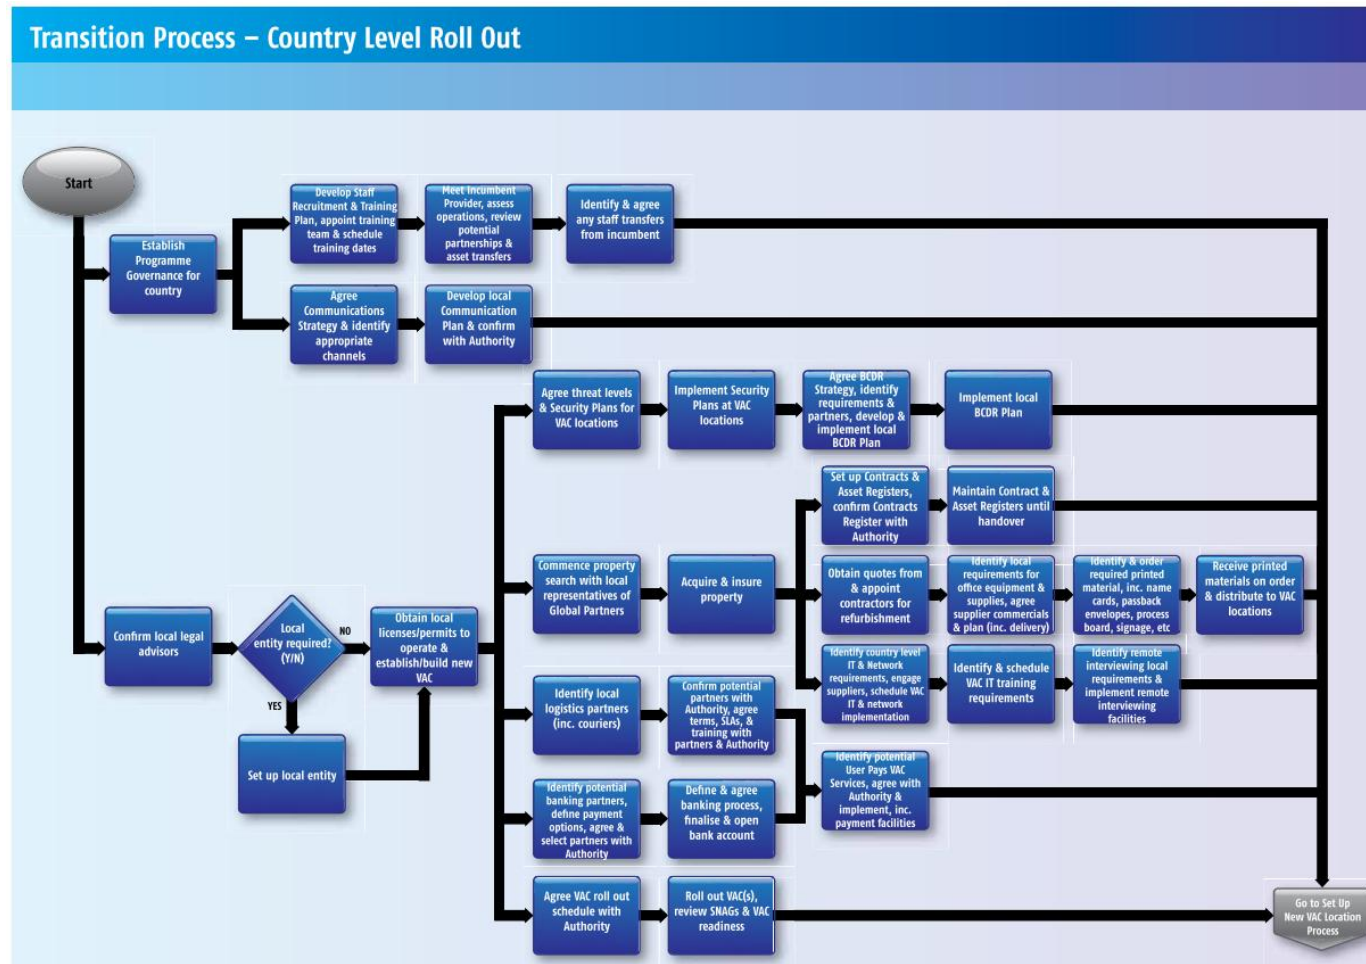 Transition Process – Country Level Roll Out
Start
Establish
Programme
Governance for
country
Develop Staff
Recruitment & Training
Plan, appoint training
team & schedule
training dates
Meet Incumbent
Provider, assess
operations, review
potential
partnerships &
asset transfers
Identify & agree
any staff transfers
from incumbent
Agree
Communications
Strategy & identify
appropriate
channels
Develop local
Communication
Plan & confirm
with Authority
Agree threat levels
& Security Plans for
VAC locations
Implement Security
Plans at VAC
locations
Agree BCDR
Strategy, identify
requirements &
partners, develop &
implement local
BCDR Plan
Implement local
BCDR Plan
Set up Contracts &
Asset Registers,
confirm Contracts
Register with
Authority
Maintain Contract &
Asset Registers until
handover
Commence property
search with local
representatives of
Global Partners
Acquire & insure
property
Obtain quotes from
& appoint
contractors for
refurbishment
Identify local
requirements for
office equipment &
supplies, agree
supplier commercials
& plan (inc. delivery)
Identify & order
required printed
material, inc. name
cards, passback
envelopes, process
board, signage, etc
Receive printed
materials on order
& distribute to VAC
locations
Confirm local legal
advisors
Local
entity required?
(Y/N)
NO
YES
Obtain local
licenses/permits to
operate &
establish/build new
VAC
Set up local entity
Identify country level
IT & Network
requirements, engage
suppliers, schedule VAC
IT & network
implementation
Identify & schedule
VAC IT training
requirements
Identify remote
interviewing local
requirements &
implement remote
interviewing
facilities
Identify local
logistics partners
(inc. couriers)
Confirm potential
partners with
Authority, agree
terms, SLAs, &
training with
partners & Authority
Identify potential
banking partners,
define payment
options, agree &
select partners with
Authority
Define & agree
banking process,
finalise & open
bank account
Identify potential
User Pays VAC
Services, agree with
Authority &
implement, inc.
payment facilities
Agree VAC roll out
schedule with
Authority
Roll out VAC(s),
review SNAGs & VAC
readiness
Go to Set Up
New VAC Location
Process